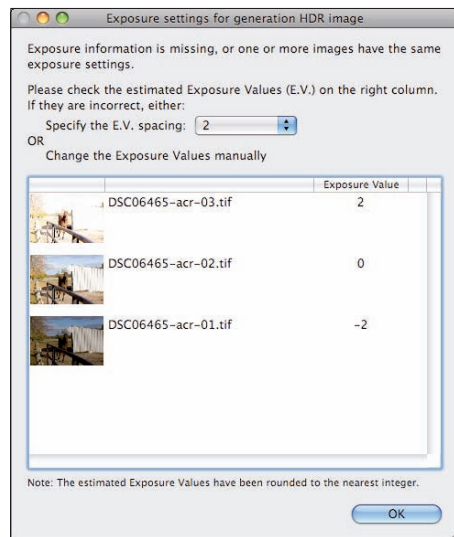 Exposure settings for generation HDR image
Exposure information is missing, or one or more images have the same
exposure settings.
Please check the estimated Exposure Values (E.V.) on the right column.
If they are incorrect, either:
Specify the E.V. spacing: 2
OR
Change the Exposure Values manually
Exposure Value
DSC06465-acr-03.tif 2
DSC06465-acr-02.tif 0
DSC06465-acr-01.tif -2
Note: The estimated Exposure Values have been rounded to the nearest integer.
OK